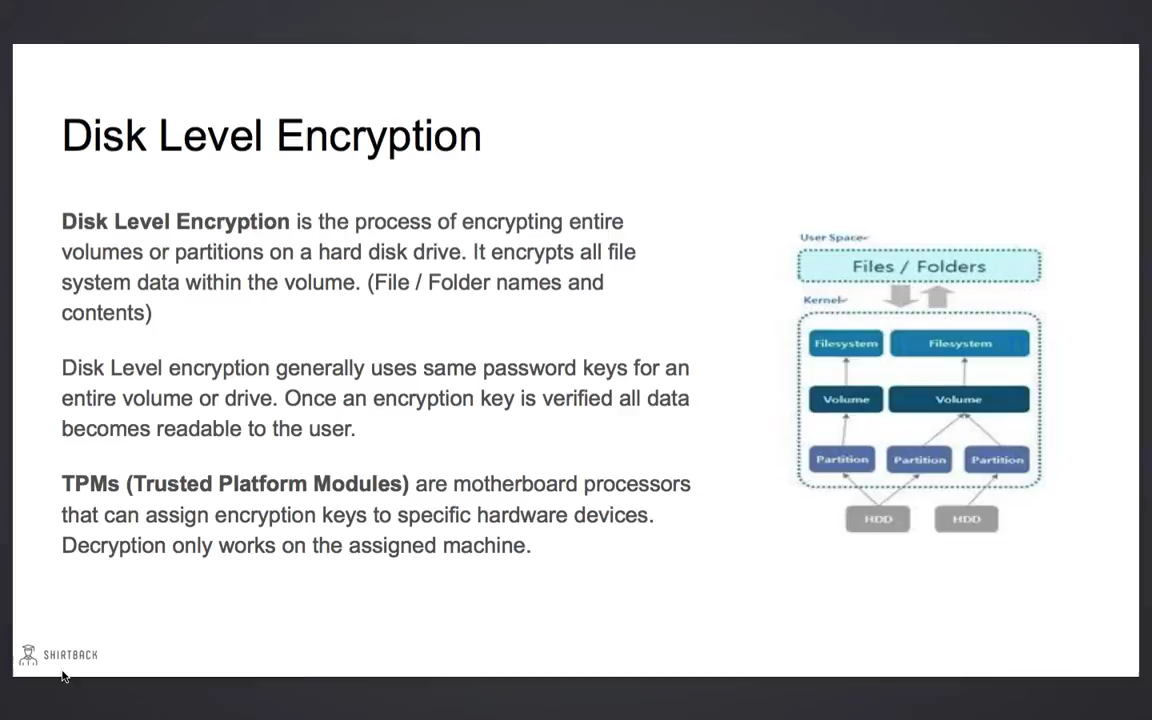 Disk Level Encryption
Disk Level Encryption is the process of encrypting entire
volumes or partitions on a hard disk drive. It encrypts all file
system data within the volume. (File / Folder names and
contents)
Disk Level encryption generally uses same password keys for an
entire volume or drive. Once an encryption key is verified all data
becomes readable to the user.
TPMs (Trusted Platform Modules) are motherboard processors
that can assign encryption keys to specific hardware devices.
Decryption only works on the assigned machine.
User Space
Files / Folders
Kernel
Filesystem Filesystem
Volume Volume
Partition Partition Partition
HDD HDD
SHIRTBACK